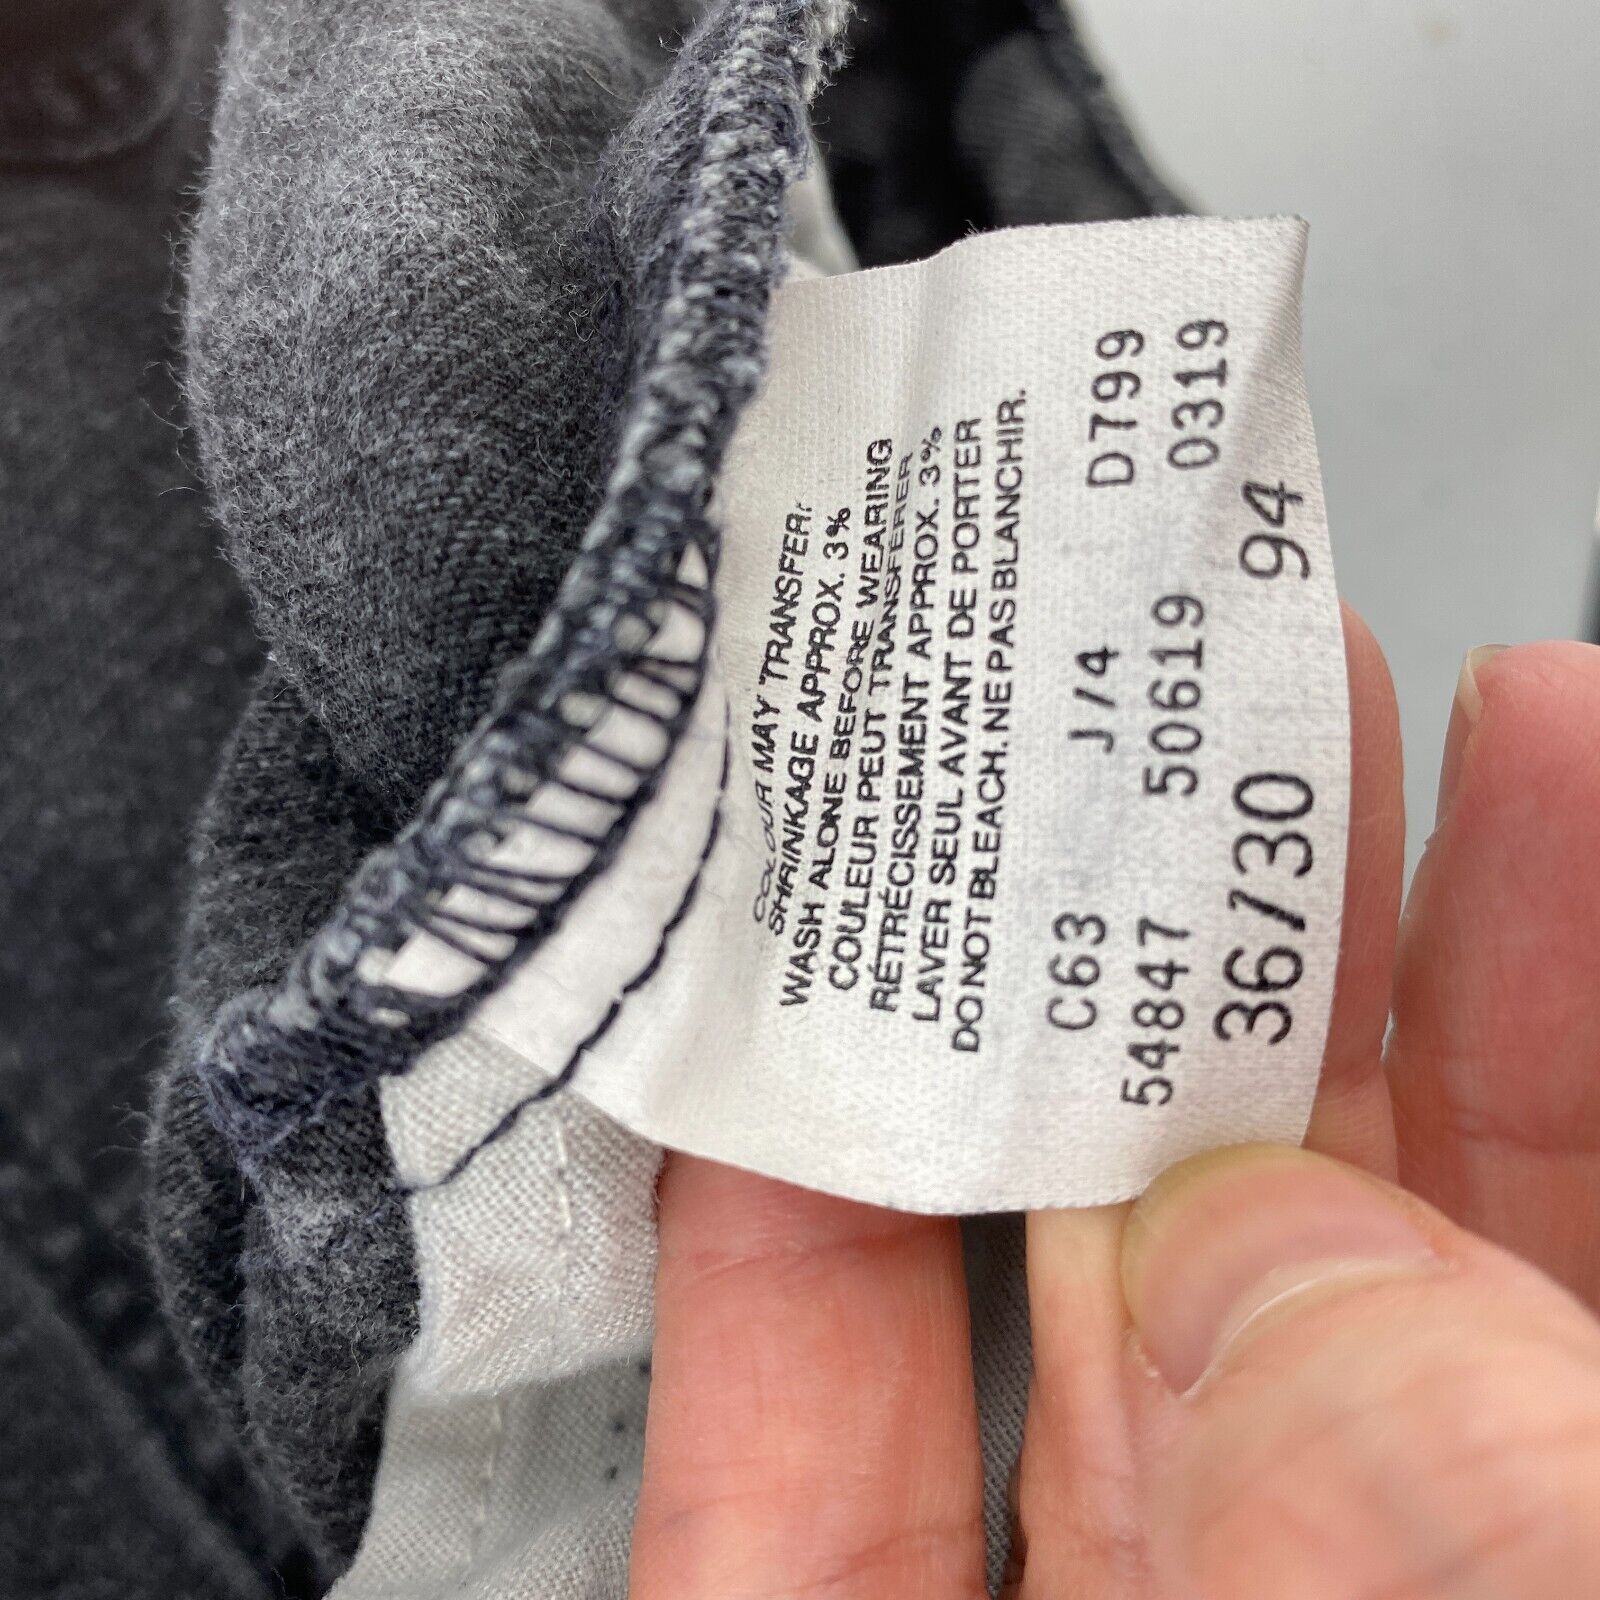 COLOUR MAY TRANSFER.
SHRINKAGE APPROX. 3%
WASH ALONE BEFORE WEARING
COULEUR PEUT TRANSFERER
RÉTRÉCISSEMENT APPROX. 3%
LAVER SEUL AVANT DE PORTER
DO NOT BLEACH. NE PAS BLANCHIR.
C63 J/4 D799
54847 50619 0319
36/30 94